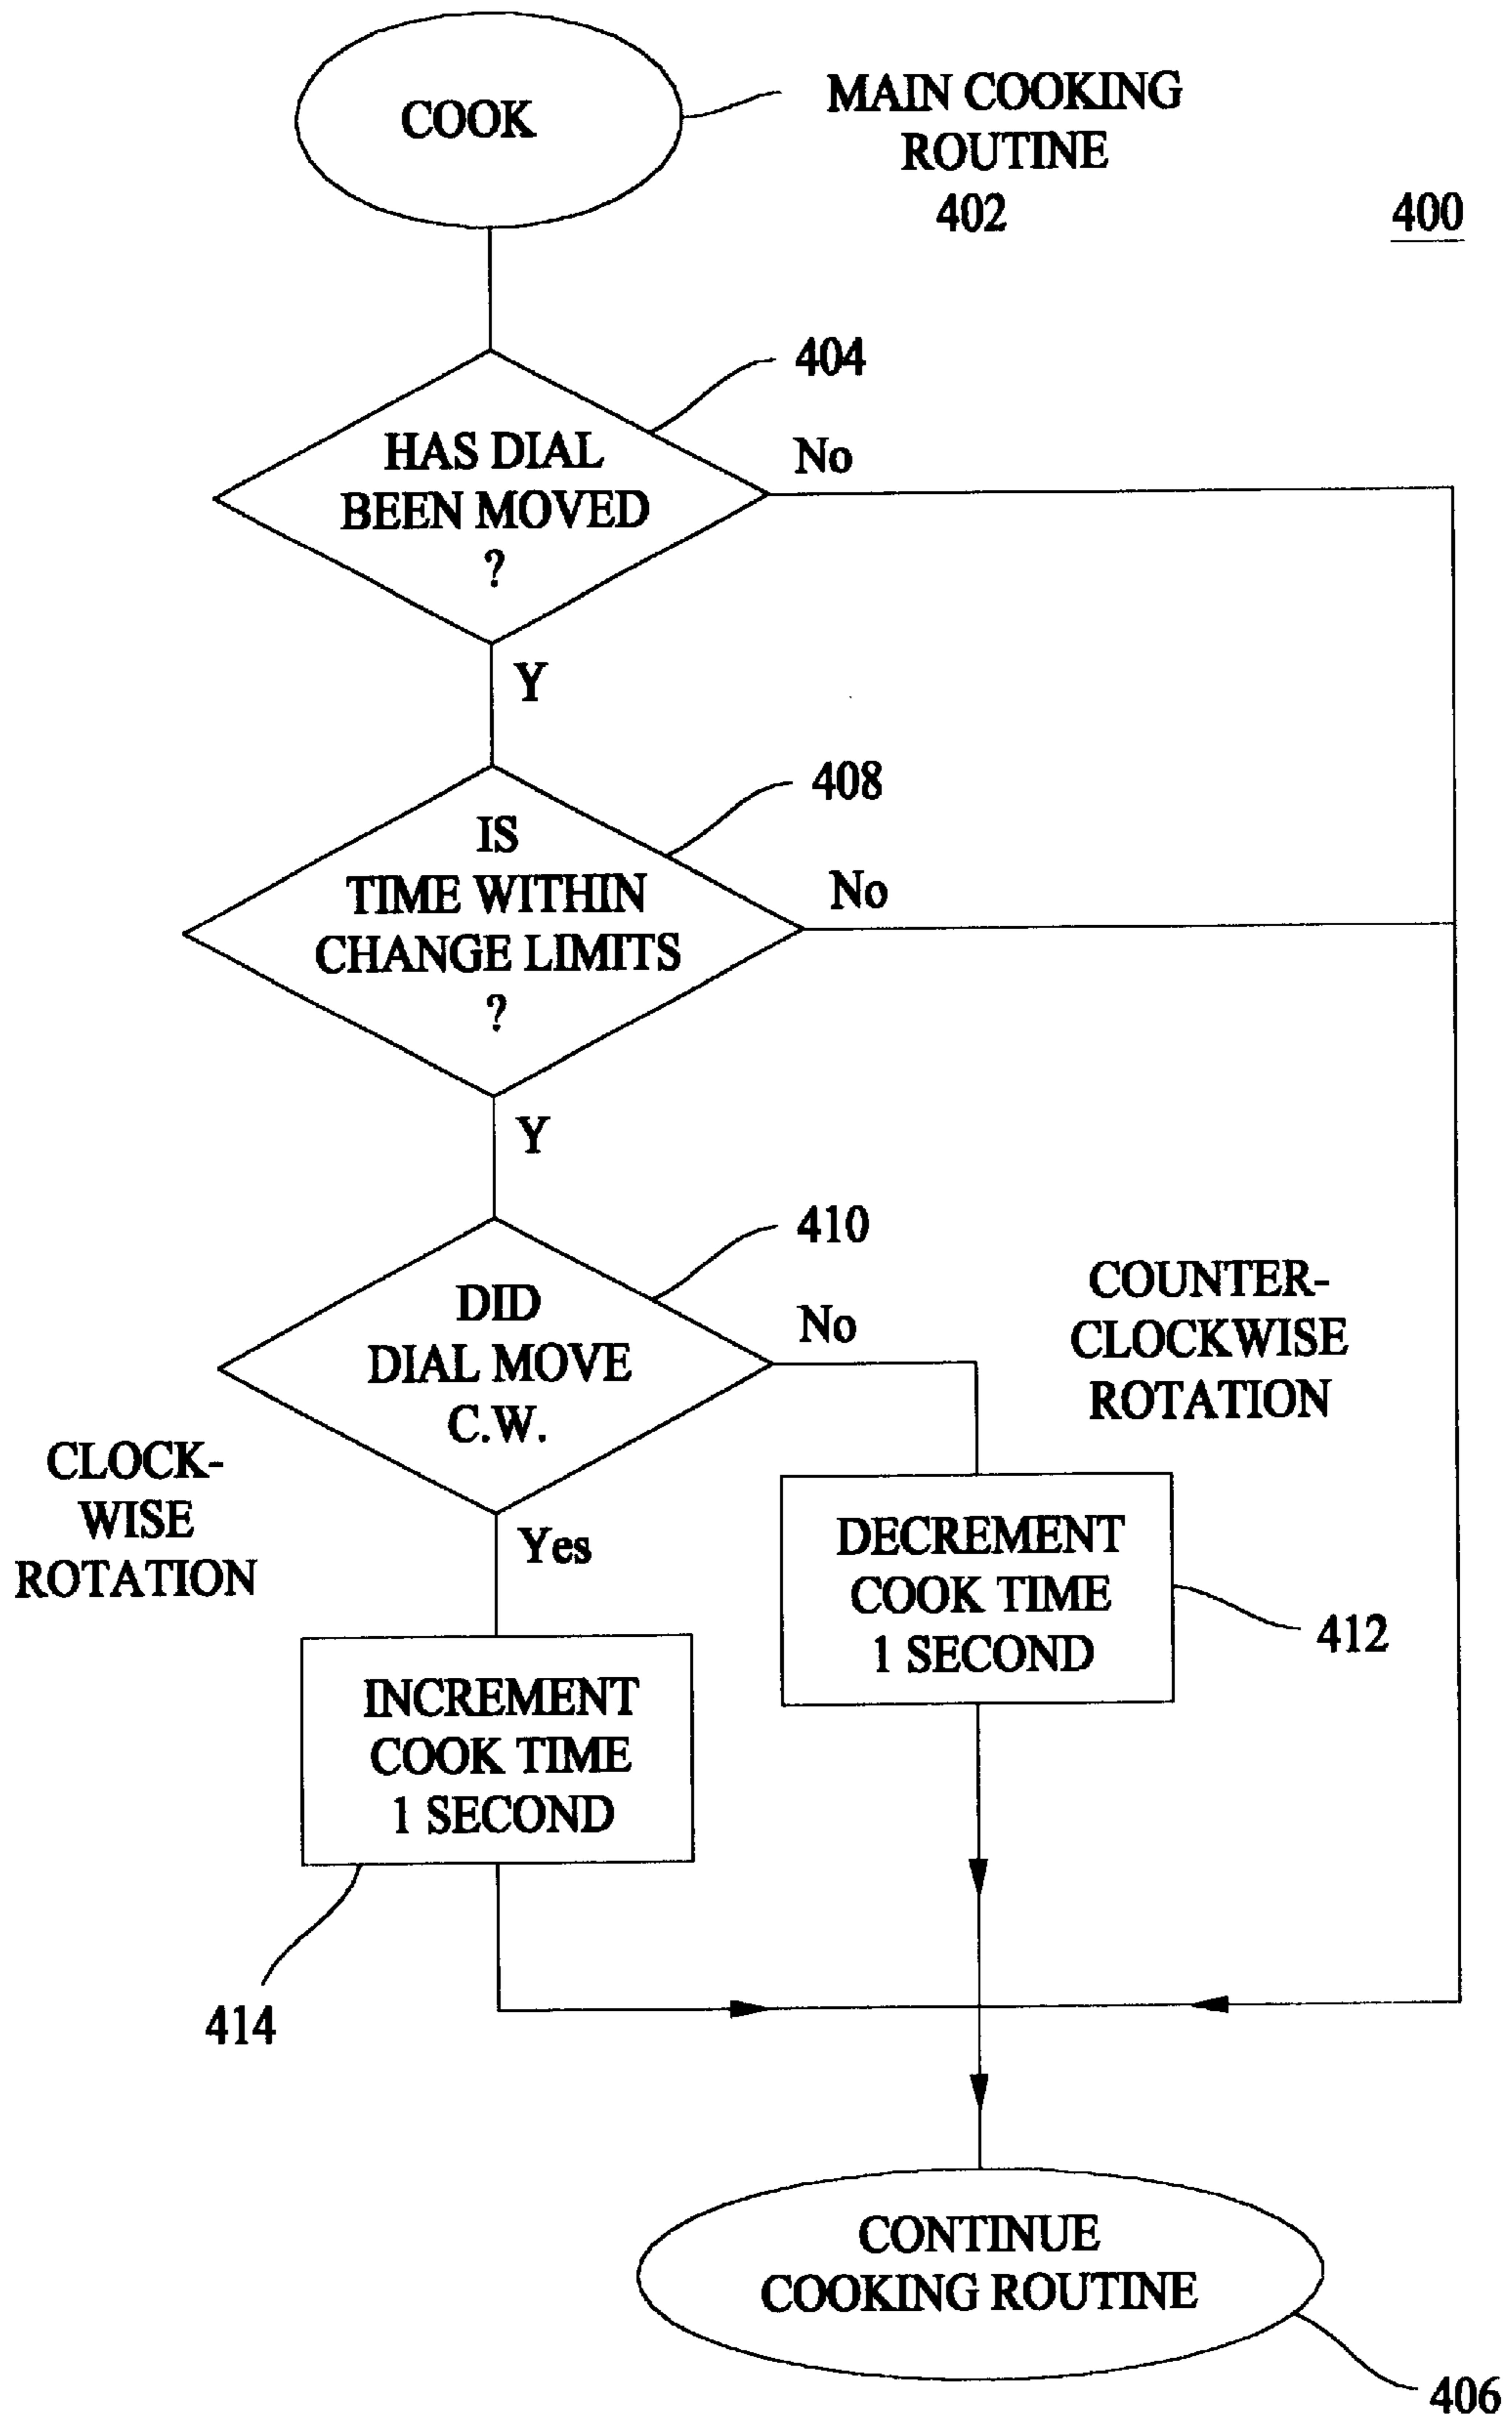 COOK
MAIN COOKING
ROUTINE
402
400
404
HAS DIAL
BEEN MOVED
?
No
Y
408
IS
TIME WITHIN
CHANGE LIMITS
?
No
Y
410
DID
DIAL MOVE
C.W.
No
COUNTER-
CLOCKWISE
ROTATION
CLOCK-
WISE
ROTATION
Yes
DECREMENT
COOK TIME
1 SECOND
412
INCREMENT
COOK TIME
1 SECOND
414
CONTINUE
COOKING ROUTINE
406